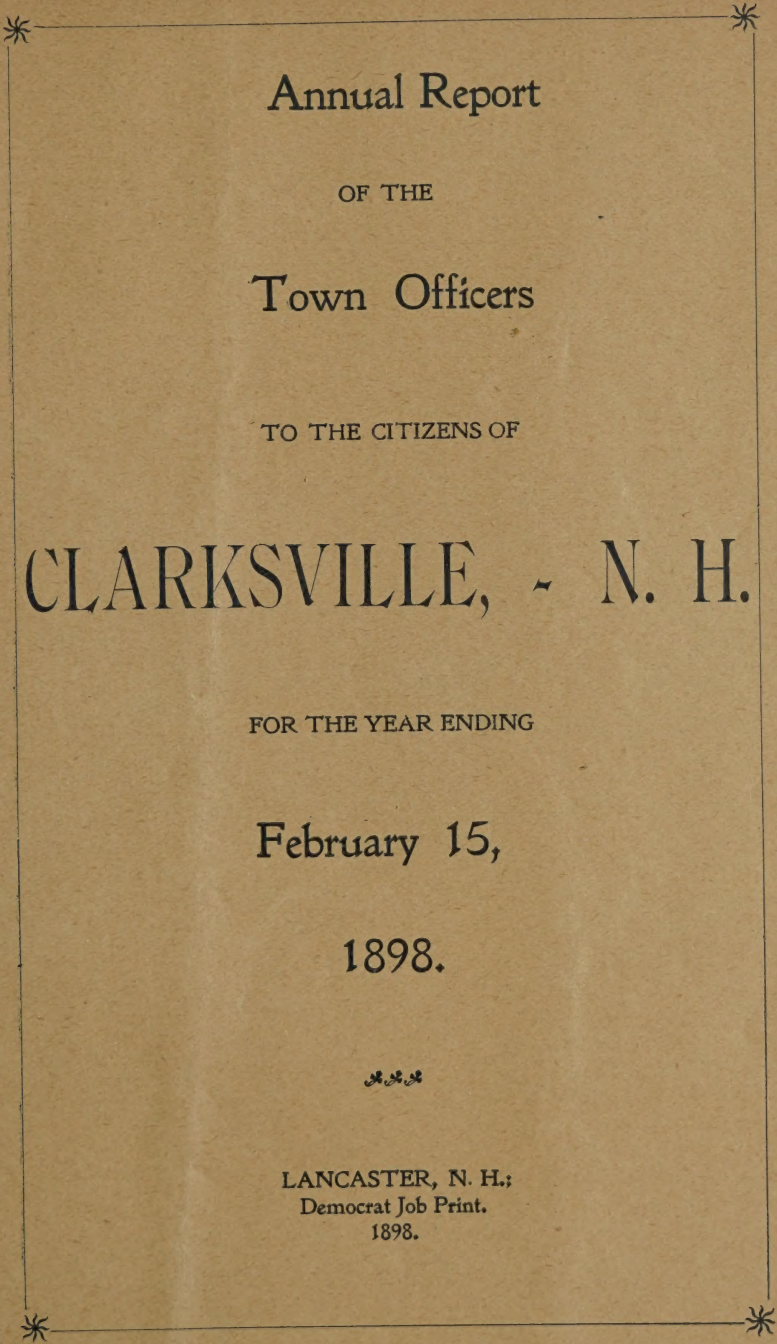 Annual Report
OF THE
Town Officers
TO THE CITIZENS OF
CLARKSVILLE, - N. H.
FOR THE YEAR ENDING
February 15,
1898.
LANCASTER, N. H.;
Democrat Job Print.
1898.